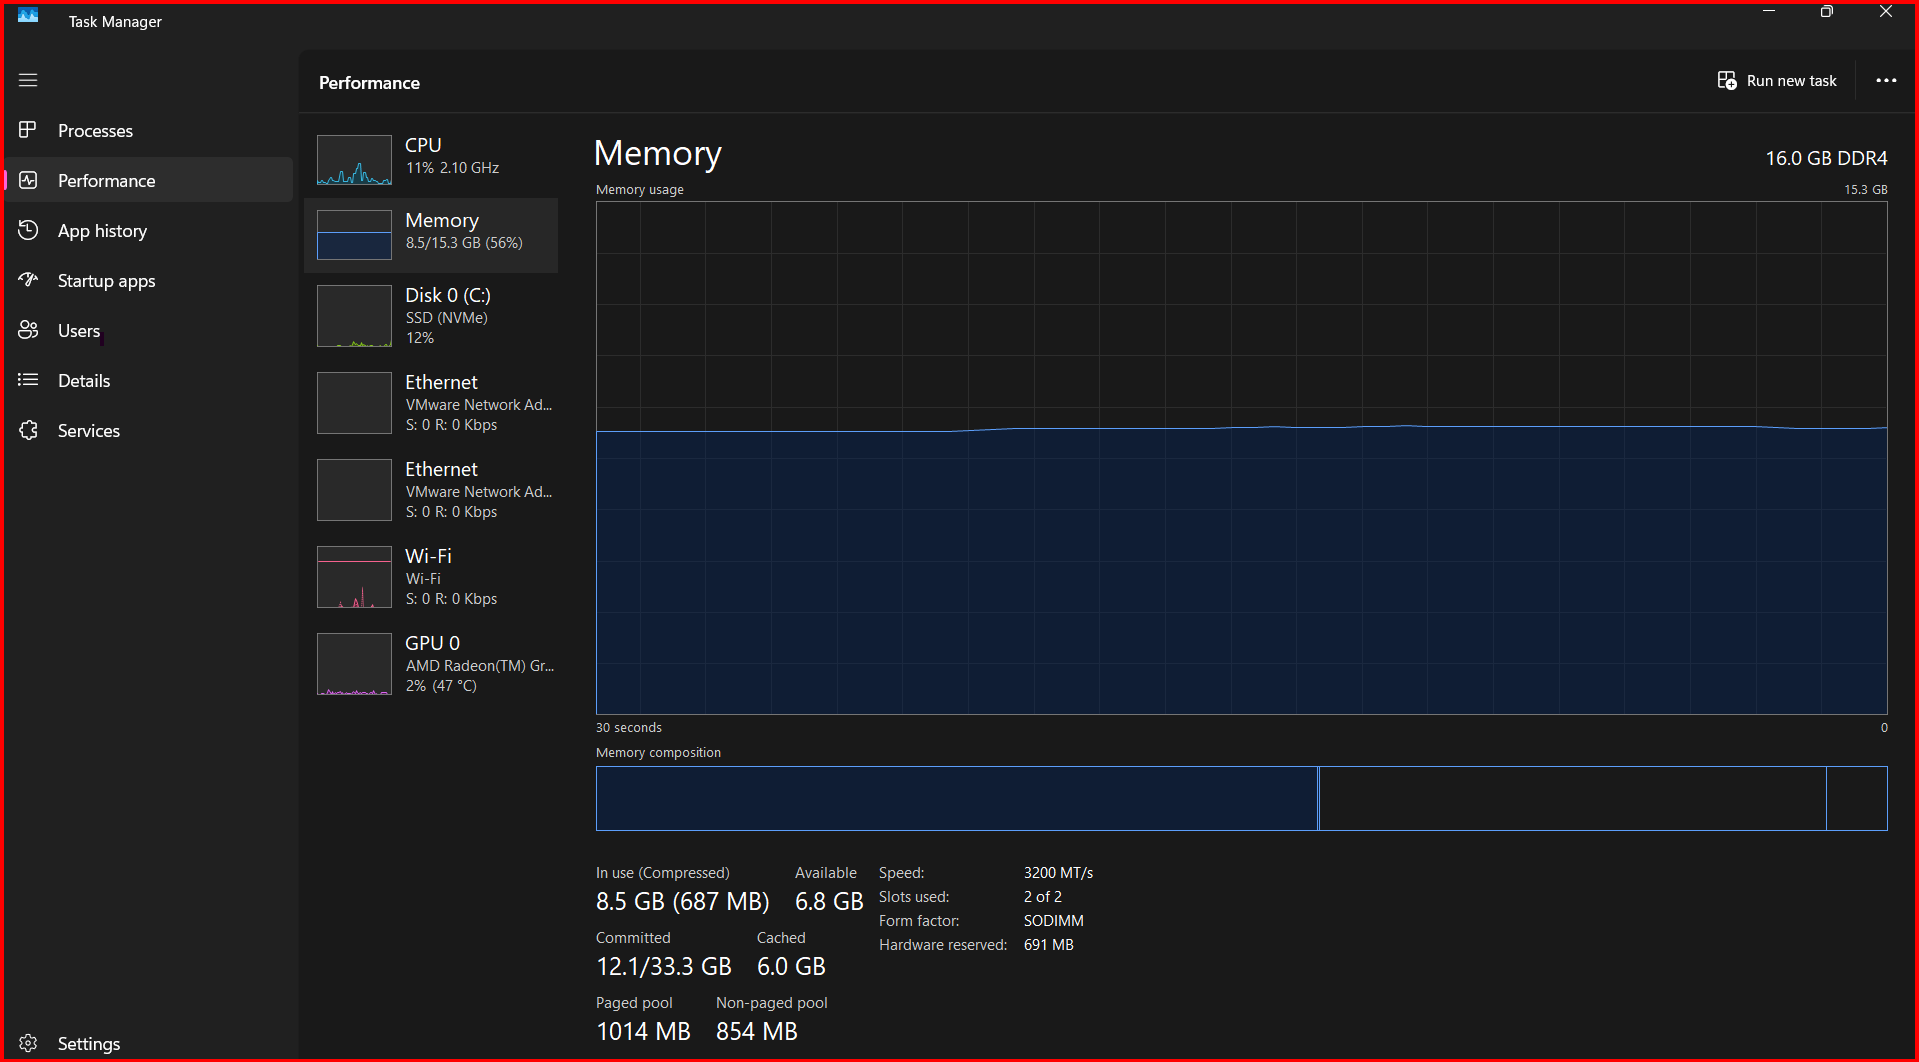 Task Manager
Processes
Performance
App history
Startup apps
Users
Details
Services
Settings
Performance
Run new task
CPU
11% 2.10 GHz
Memory
8.5/15.3 GB (56%)
Disk 0 (C:)
SSD (NVMe)
12%
Ethernet
VMware Network Ad...
S: 0 R: 0 Kbps
Ethernet
VMware Network Ad...
S: 0 R: 0 Kbps
Wi-Fi
Wi-Fi
S: 0 R: 0 Kbps
GPU 0
AMD Radeon(TM) Gr...
2% (47 °C)
Memory
16.0 GB DDR4
Memory usage
15.3 GB
30 seconds
0
Memory composition
In use (Compressed)
8.5 GB (687 MB)
Available
6.8 GB
Committed
12.1/33.3 GB
Cached
6.0 GB
Paged pool
1014 MB
Non-paged pool
854 MB
Speed: 3200 MT/s
Slots used: 2 of 2
Form factor: SODIMM
Hardware reserved: 691 MB